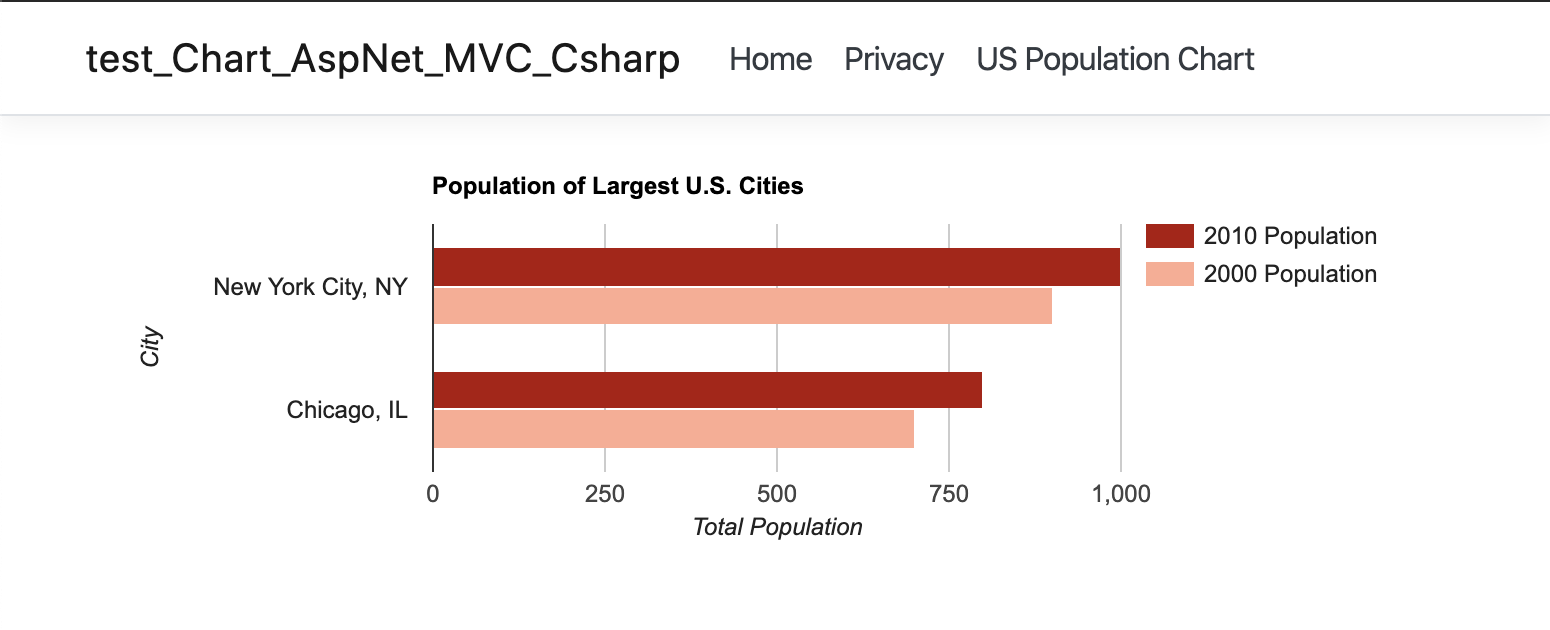 test_Chart_AspNet_MVC_Csharp Home Privacy US Population Chart
Population of Largest U.S. Cities
2010 Population
2000 Population
New York City, NY
City
Chicago, IL
0 250 500 750 1,000
Total Population